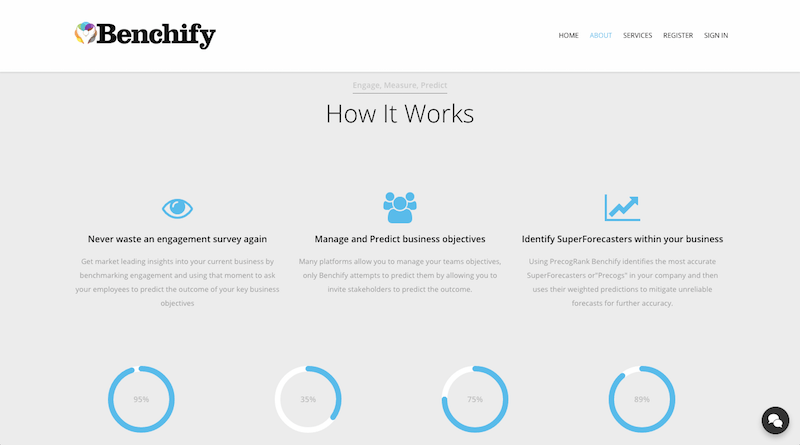 Benchify
HOME ABOUT SERVICES REGISTER SIGN IN
Engage, Measure, Predict
How It Works
Never waste an engagement survey again
Get market leading insights into your current business by
benchmarking engagement and using that moment to ask
your employees to predict the outcome of your key business
objectives
Manage and Predict business objectives
Many platforms allow you to manage your teams objectives,
only Benchify attempts to predict them by allowing you to
invite stakeholders to predict the outcome.
Identify SuperForecasters within your business
Using PrecogRank Benchify identifies the most accurate
SuperForecasters or"Precogs" in your company and then
uses their weighted predictions to mitigate unreliable
forecasts for further accuracy.
95% 35% 75% 89%